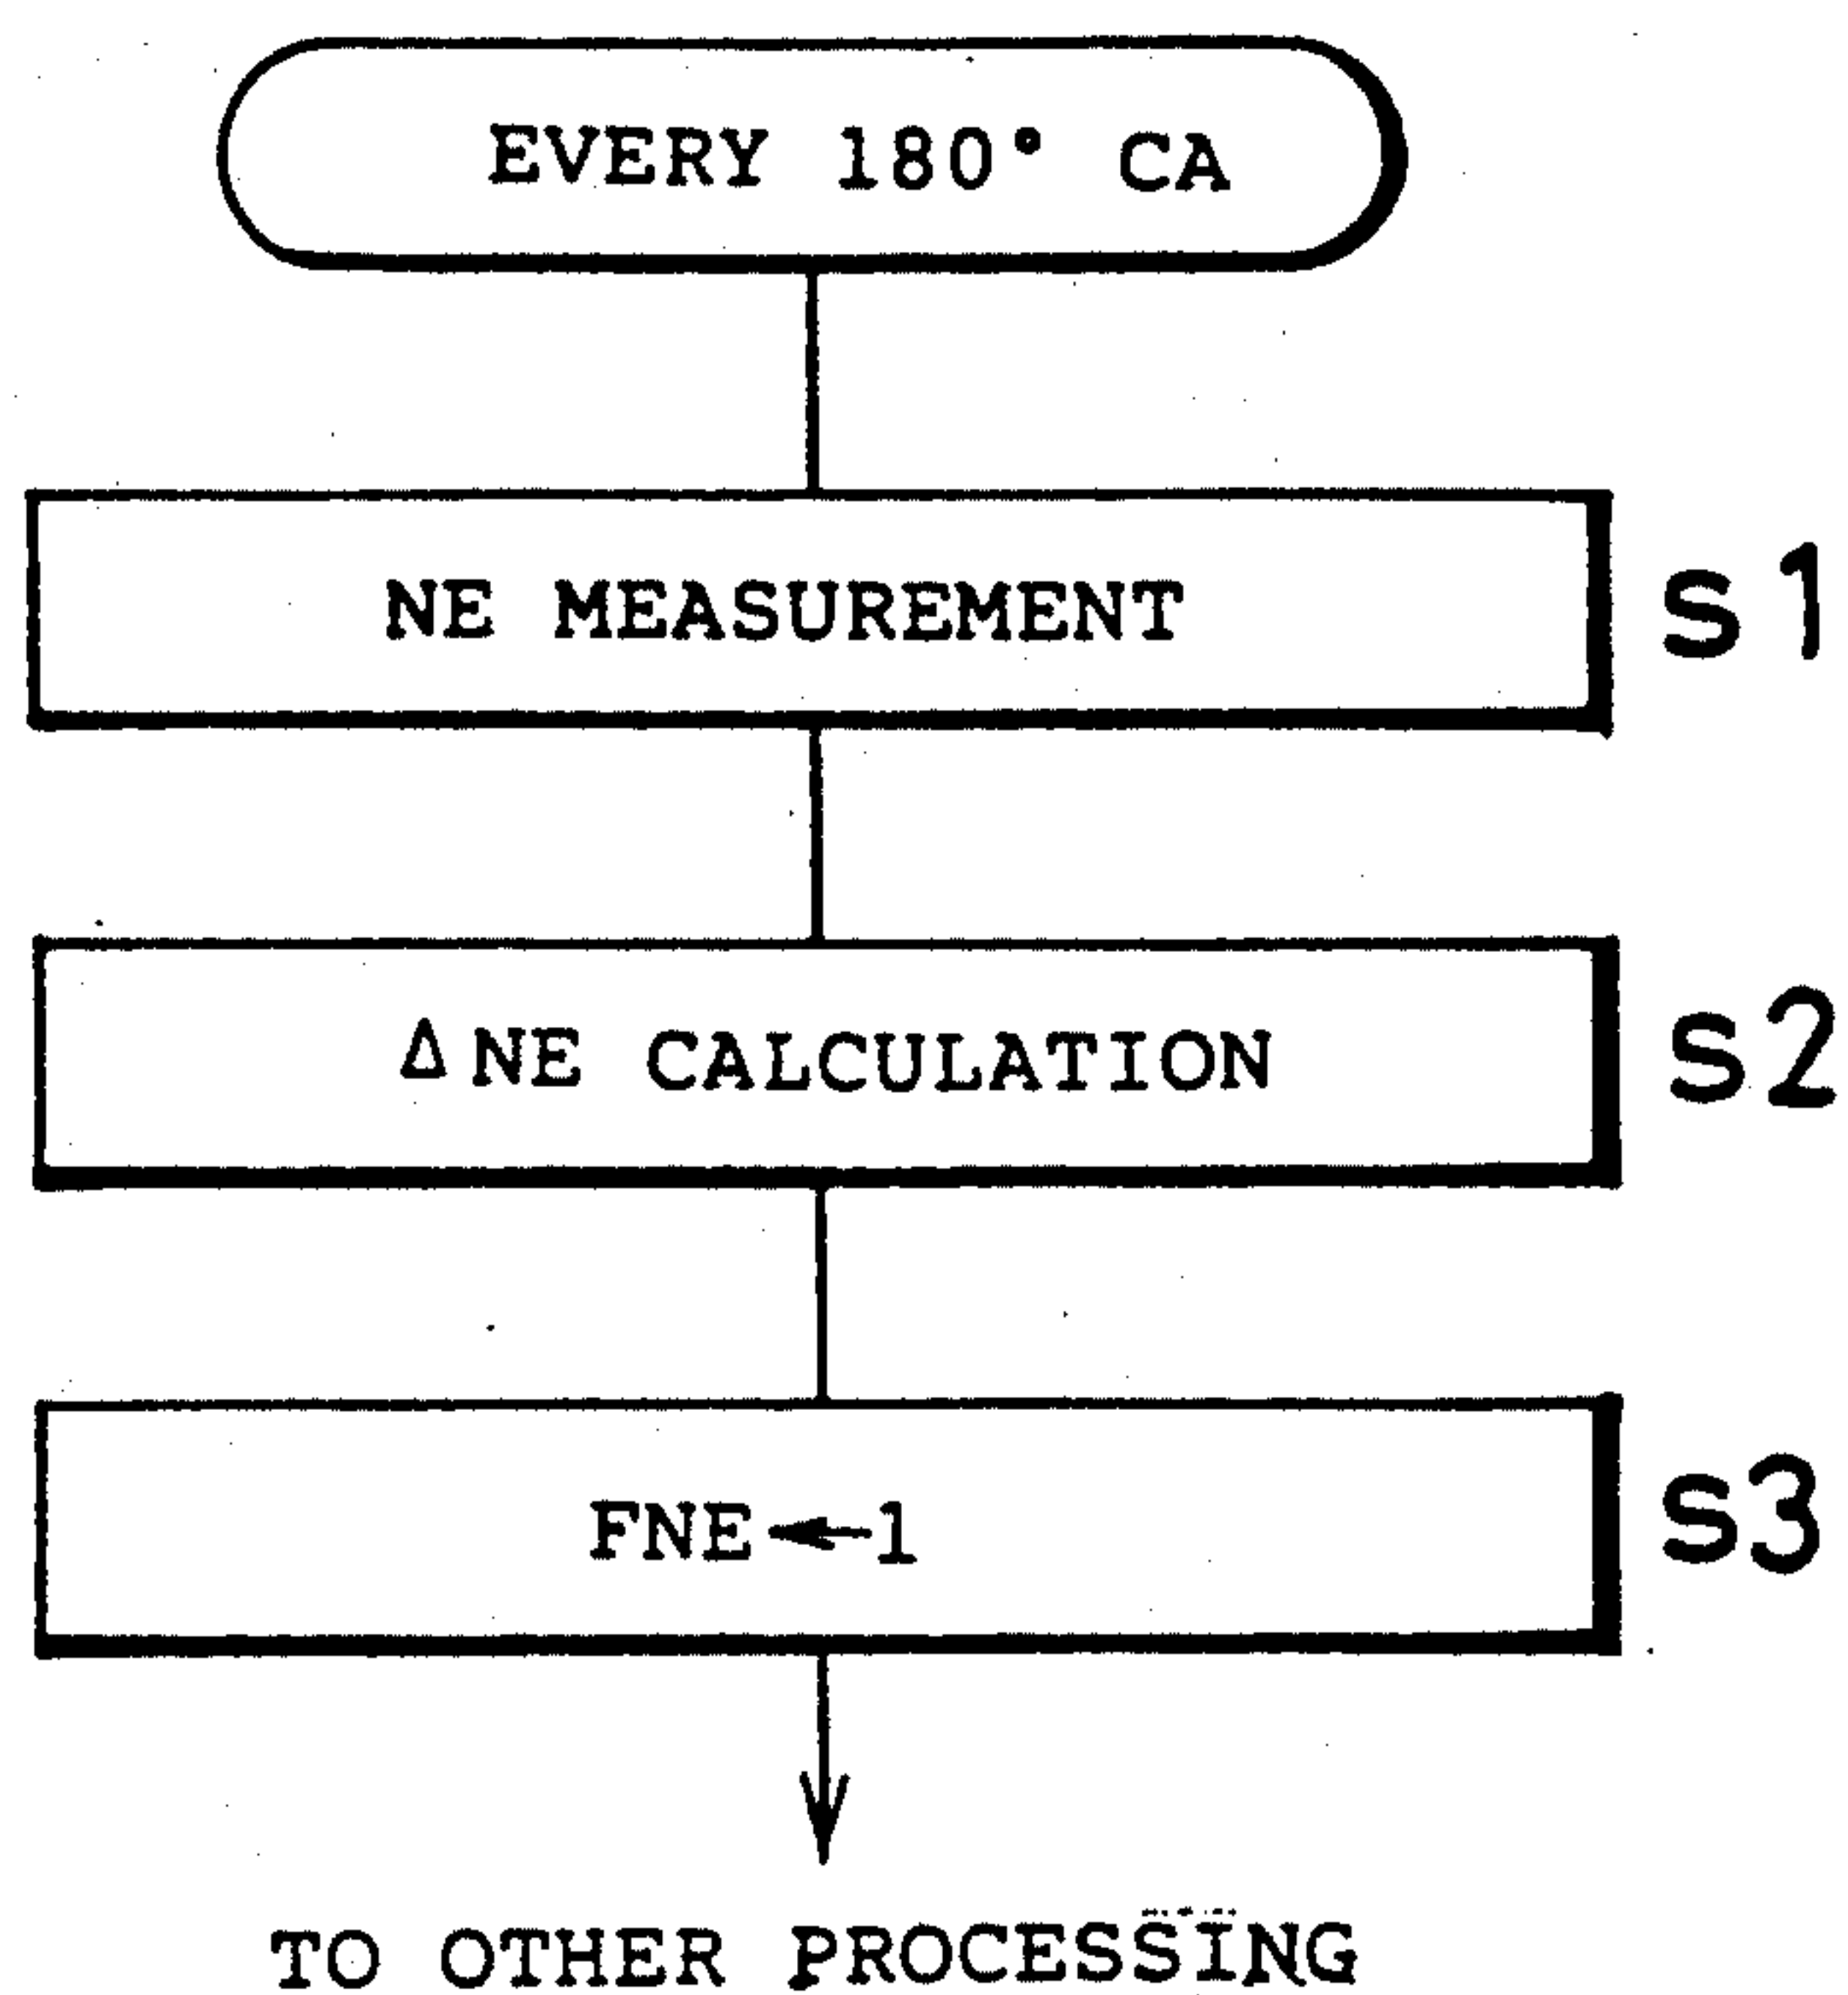 EVERY 180° CA
NE MEASUREMENT S1
ΔNE CALCULATION S2
FNE←1 S3
TO OTHER PROCESSING